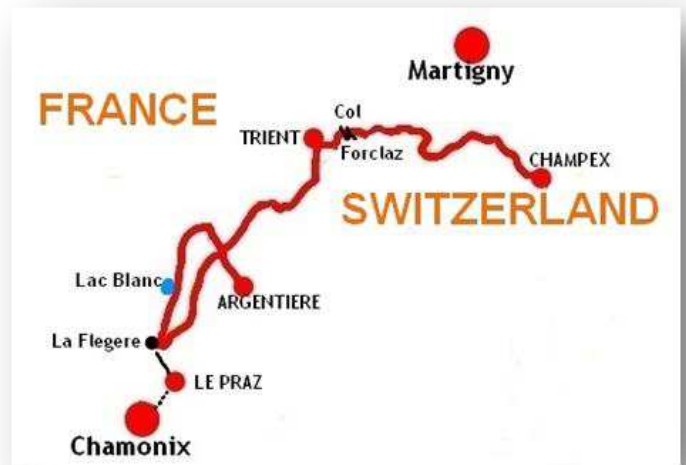 Martigny
FRANCE
Col
TRIENT
Forclaz
CHAMPEX
SWITZERLAND
Lac Blanc
ARGENTIERE
La Flegere
LE PRAZ
Chamonix